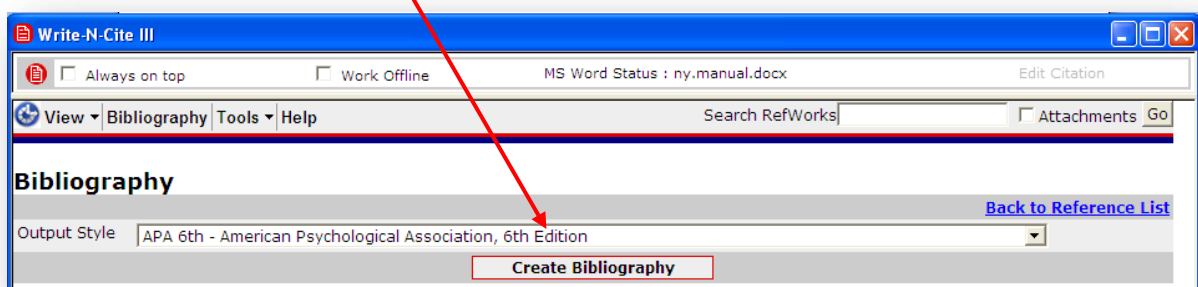 Write-N-Cite III
Always on top Work Offline MS Word Status : ny.manual.docx Edit Citation
View Bibliography Tools Help Search RefWorks Attachments Go
Bibliography
Back to Reference List
Output Style APA 6th - American Psychological Association, 6th Edition
Create Bibliography